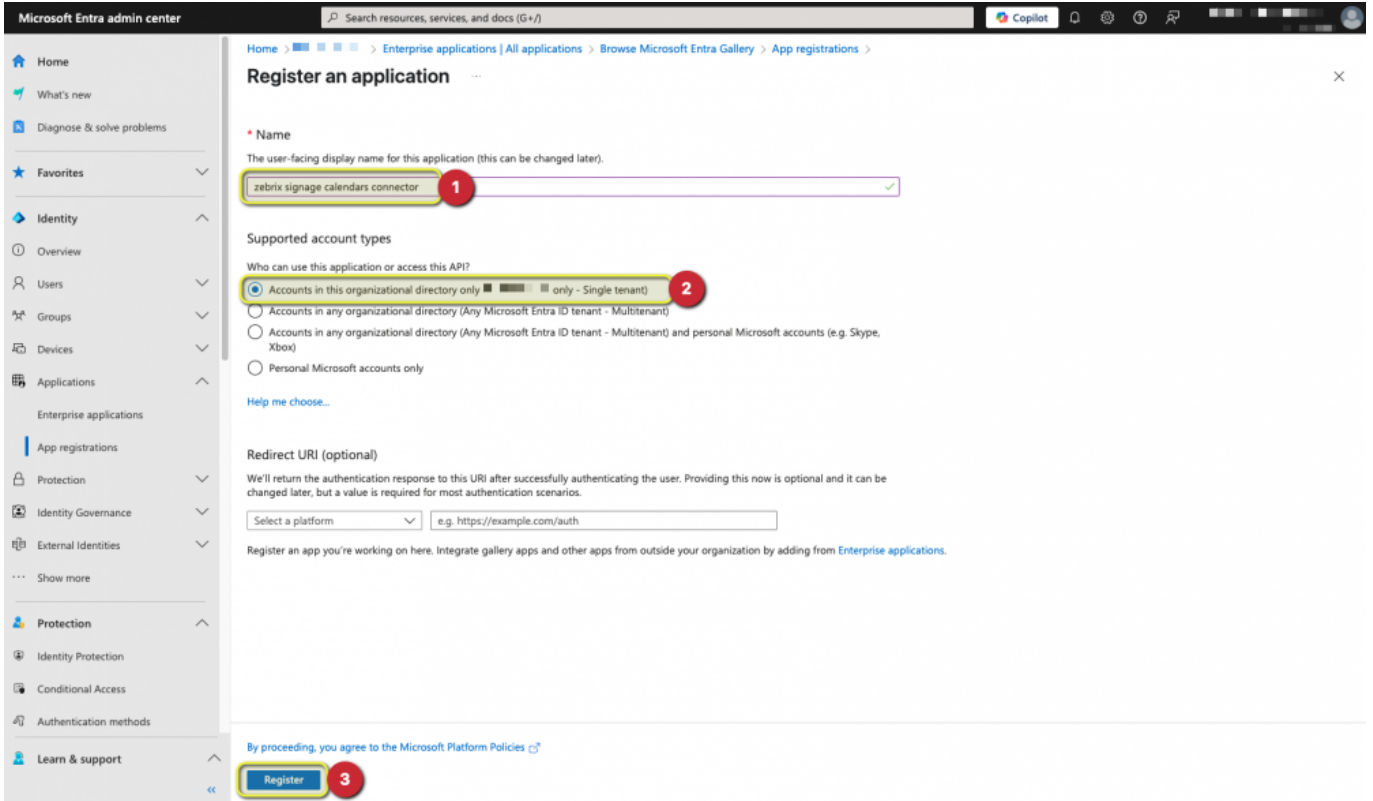 Microsoft Entra admin center
Search resources, services, and docs (G+/)
Copilot
Home > > Enterprise applications | All applications > Browse Microsoft Entra Gallery > App registrations >
Register an application ...
Home
What's new
Diagnose & solve problems
Favorites
Identity
Overview
Users
Groups
Devices
Applications
Enterprise applications
App registrations
Protection
Identity Governance
External Identities
Show more
Protection
Identity Protection
Conditional Access
Authentication methods
Learn & support
* Name
The user-facing display name for this application (this can be changed later).
zebrix signage calendars connector
1
Supported account types
Who can use this application or access this API?
Accounts in this organizational directory only only - Single tenant)
2
Accounts in any organizational directory (Any Microsoft Entra ID tenant - Multitenant)
Accounts in any organizational directory (Any Microsoft Entra ID tenant - Multitenant) and personal Microsoft accounts (e.g. Skype,
Xbox)
Personal Microsoft accounts only
Help me choose...
Redirect URI (optional)
We'll return the authentication response to this URI after successfully authenticating the user. Providing this now is optional and it can be
changed later, but a value is required for most authentication scenarios.
Select a platform
e.g. https://example.com/auth
Register an app you're working on here. Integrate gallery apps and other apps from outside your organization by adding from Enterprise applications.
By proceeding, you agree to the Microsoft Platform Policies
Register
3